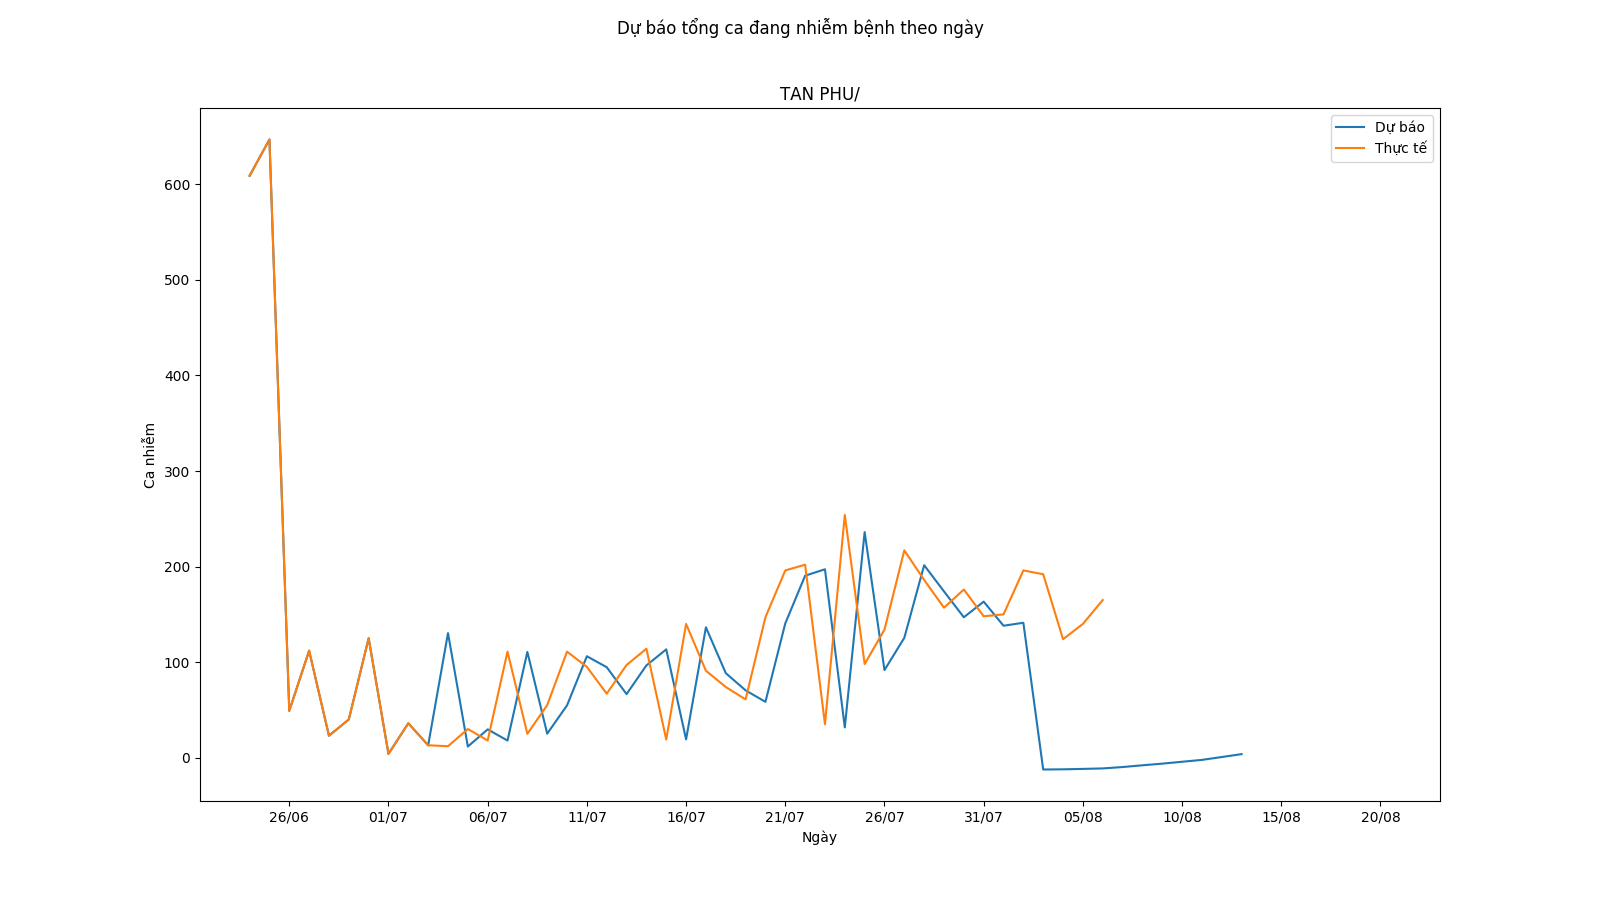 Dự báo tổng ca đang nhiễm bệnh theo ngày
TAN PHU/
Dự báo
Thực tế
600
500
400
300
200
100
0
Ca nhiễm
26/06 01/07 06/07 11/07 16/07 21/07 26/07 31/07 05/08 10/08 15/08 20/08
Ngày